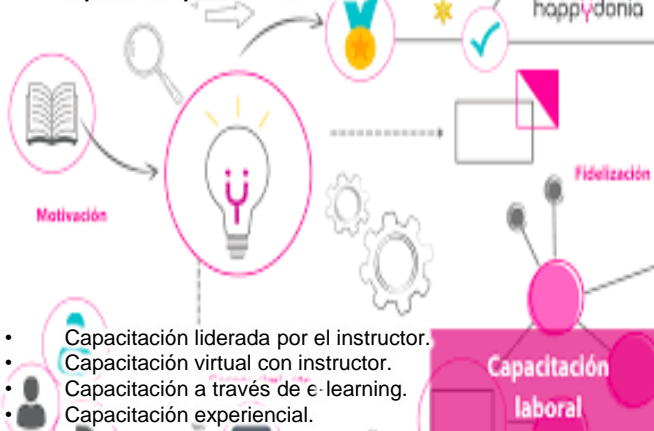 happydonia
Fidelización
Motivación
• Capacitación liderada por el instructor.
• Capacitación virtual con instructor.
• Capacitación a través de e-learning.
• Capacitación experiencial.
Capacitación
laboral